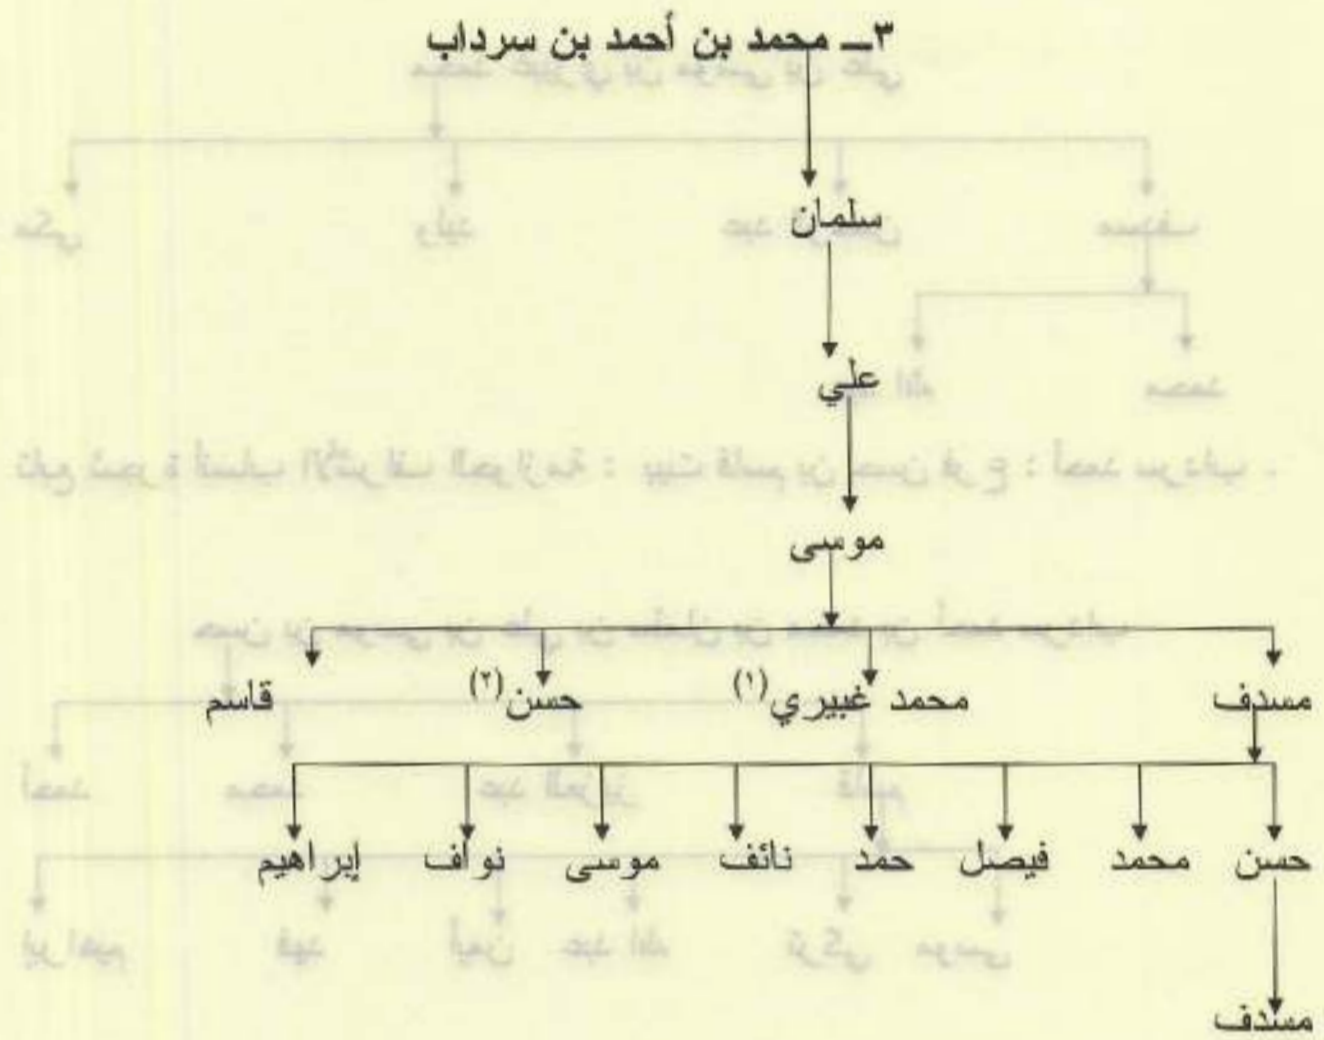 ٣ــ محمد بن أحمد بن سرداب
سلمان
علي
موسى
مسدف محمد غبيري(١) حسن(٢) قاسم
حسن محمد فيصل حمد نائف موسى نواف إبراهيم
مسدف